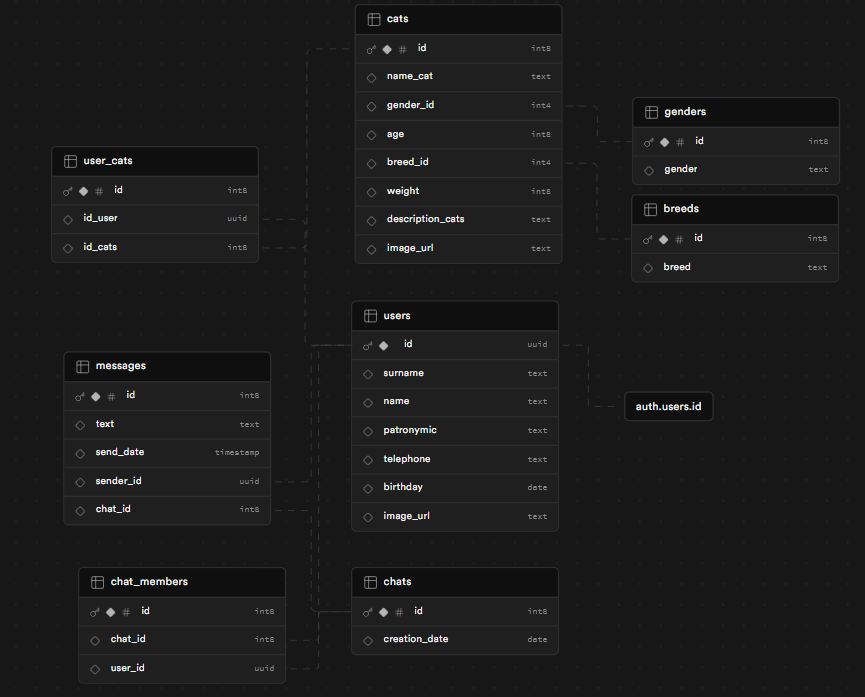 cats
# id int8
name_cat text
gender_id int4
age int8
breed_id int4
weight int8
description_cats text
image_url text
genders
# id int8
gender text
breeds
# id int8
breed text
user_cats
# id int8
id_user uuid
id_cats int8
users
id uuid
surname text
name text
patronymic text
telephone text
birthday date
image_url text
auth.users.id
messages
# id int8
text text
send_date timestamp
sender_id uuid
chat_id int8
chat_members
# id int8
chat_id int8
user_id uuid
chats
# id int8
creation_date date